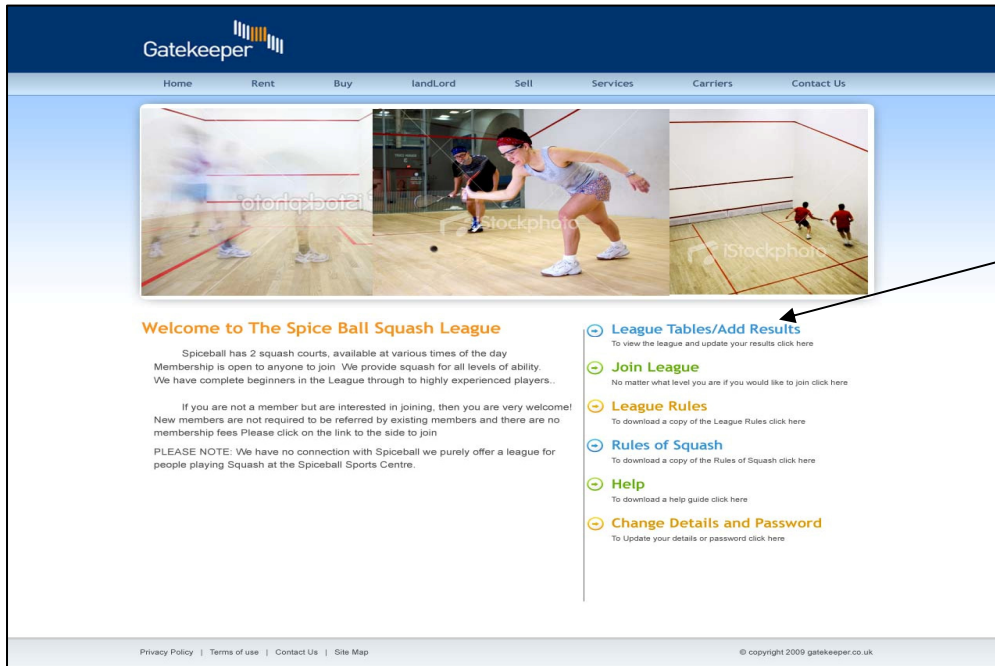 Gatekeeper
Home Rent Buy landLord Sell Services Carriers Contact Us
iStockphoto
iStockphoto
iStockphoto
Welcome to The Spice Ball Squash League
Spiceball has 2 squash courts, available at various times of the day
Membership is open to anyone to join We provide squash for all levels of ability.
We have complete beginners in the League through to highly experienced players..
If you are not a member but are interested in joining, then you are very welcome!
New members are not required to be referred by existing members and there are no
membership fees Please click on the link to the side to join
PLEASE NOTE: We have no connection with Spiceball we purely offer a league for
people playing Squash at the Spiceball Sports Centre.
League Tables/Add Results
To view the league and update your results click here
Join League
No matter what level you are if you would like to join click here
League Rules
To download a copy of the League Rules click here
Rules of Squash
To download a copy of the Rules of Squash click here
Help
To download a help guide click here
Change Details and Password
To Update your details or password click here
Privacy Policy | Terms of use | Contact Us | Site Map
© copyright 2009 gatekeeper.co.uk